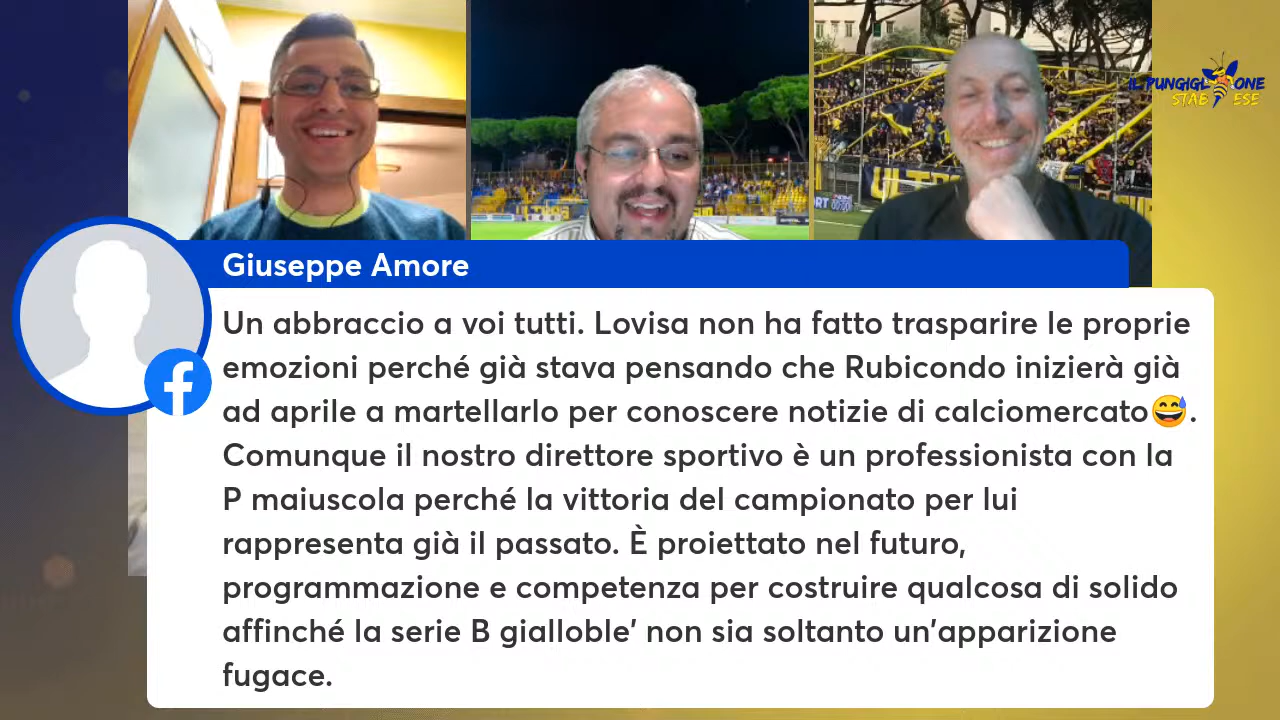 IL PUNGIGLIONE
STABIESE
ULTR
PORT
Giuseppe Amore
Un abbraccio a voi tutti. Lovisa non ha fatto trasparire le proprie
emozioni perché già stava pensando che Rubicondo inizierà già
ad aprile a martellarlo per conoscere notizie di calciomercato😅.
Comunque il nostro direttore sportivo è un professionista con la
P maiuscola perché la vittoria del campionato per lui
rappresenta già il passato. È proiettato nel futuro,
programmazione e competenza per costruire qualcosa di solido
affinché la serie B gialloble’ non sia soltanto un’apparizione
fugace.